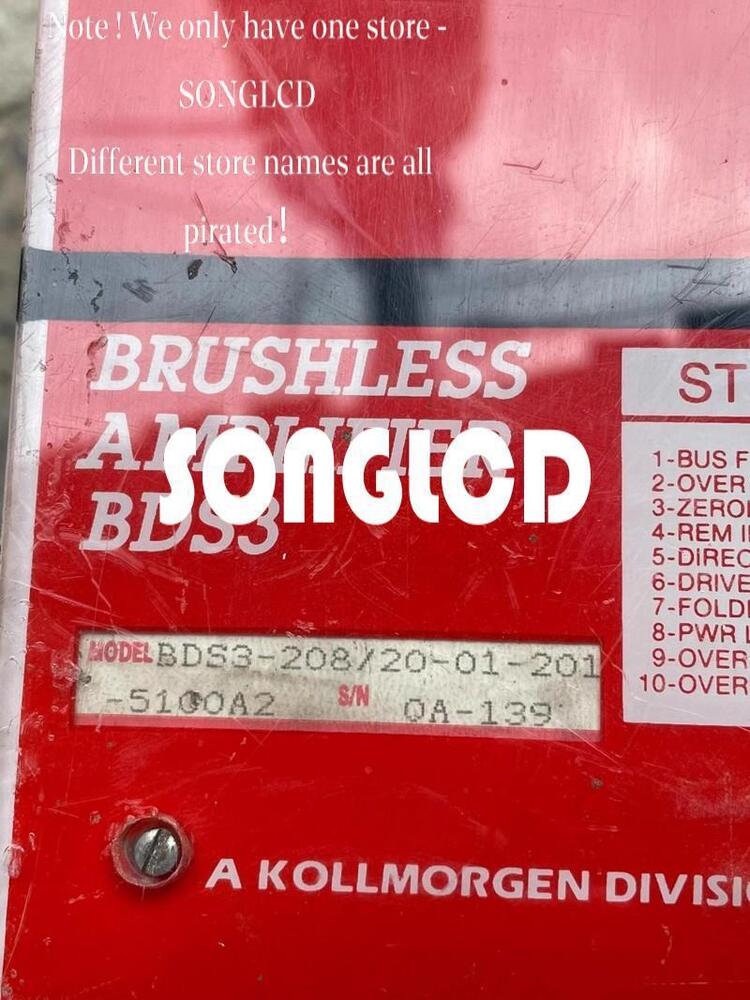 Note ! We only have one store -
SONGLCD
Different store names are all
pirated !
BRUSHLESS
AMPLIFIER
SONGLCD
BDS3
ST
1-BUS F
2-OVER
3-ZERO
4-REM I
5-DIREC
6-DRIVE
7-FOLD
8-PWR
9-OVER
10-OVER
MODEL BDS3-208/20-01-201
-5100A2 S/N 0A-139
A KOLLMORGEN DIVISI